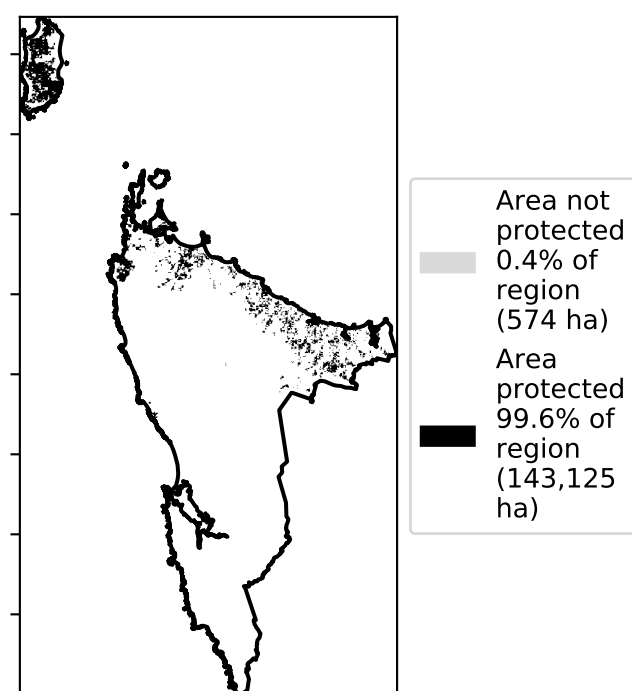 Area not
protected
0.4% of
region
(574 ha)
Area
protected
99.6% of
region
(143,125
ha)